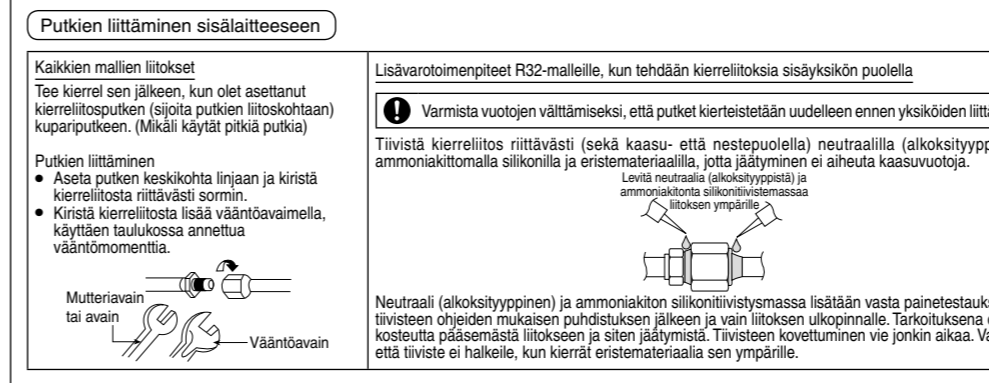 Putkien liittäminen sisälaitteeseen
Kaikkien mallien liitokset
Tee kierrel sen jälkeen, kun olet asettanut
kierreliitosputken (sijoita putkien liitoskohtaan)
kupariputkeen. (Mikäli käytät pitkiä putkia)
Putkien liittäminen
● Aseta putken keskikohta linjaan ja kiristä
kierreliitosta riittävästi sormin.
● Kiristä kierreliitosta lisää vääntöavaimella,
käyttäen taulukossa annettua
vääntömomenttia.
Mutteriavain
tai avain
Vääntöavain
Lisävarotoimenpiteet R32-malleille, kun tehdään kierreliitoksia sisäyksikön puolella
Varmista vuotojen välttämiseksi, että putket kierteistetään uudelleen ennen yksiköiden
Tiivistä kierreliitos riittävästi (sekä kaasu- että nestepuolella) neutraalilla
ammoniakittomalla silikonilla ja eristemateriaalilla, jotta jäätyminen ei aiheuta kaasuvuotoja.
Levitä neutraalia (alkoksityyppistä) ja
ammoniakitonta silikonitiivistemassaa
liitoksen ympärille
Neutraali (alkoksityyppinen) ja ammoniakiton silikonitiivistysmassa lisätään vasta
tiivisteen ohjeiden mukaisen puhdistuksen jälkeen ja vain liitoksen ulkopinnalle. Tarkoituksena
kosteutta pääsemästä liitokseen ja siten jäätymistä. Tiivisteen kovettuminen vie jonkin aikaa.
että tiiviste ei halkeile, kun kierrät eristemateriaalia sen ympärille.